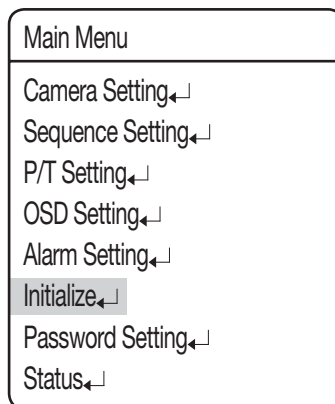 Main Menu
Camera Setting↵
Sequence Setting↵
P/T Setting↵
OSD Setting↵
Alarm Setting↵
Initialize↵
Password Setting↵
Status↵